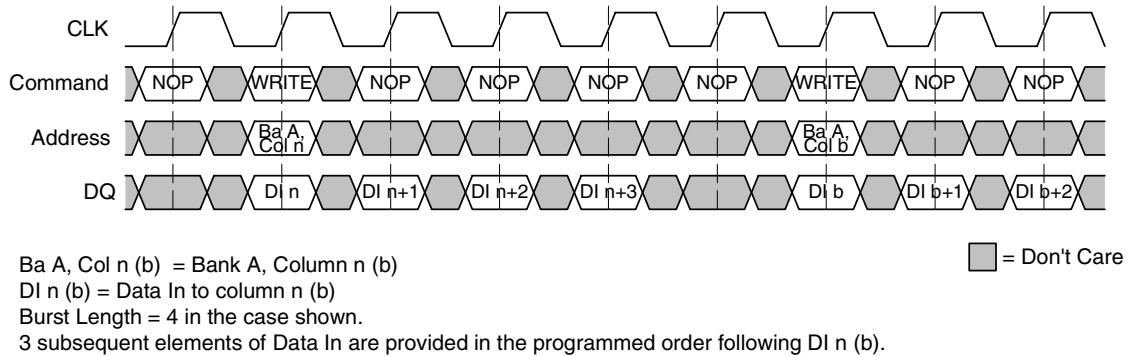 CLK
Command NOP WRITE NOP NOP NOP NOP WRITE NOP NOP
Address Ba A, Col n Ba A, Col b
DQ DI n DI n+1 DI n+2 DI n+3 DI b DI b+1 DI b+2
= Don't Care
Ba A, Col n (b) = Bank A, Column n (b)
DI n (b) = Data In to column n (b)
Burst Length = 4 in the case shown.
3 subsequent elements of Data In are provided in the programmed order following DI n (b).